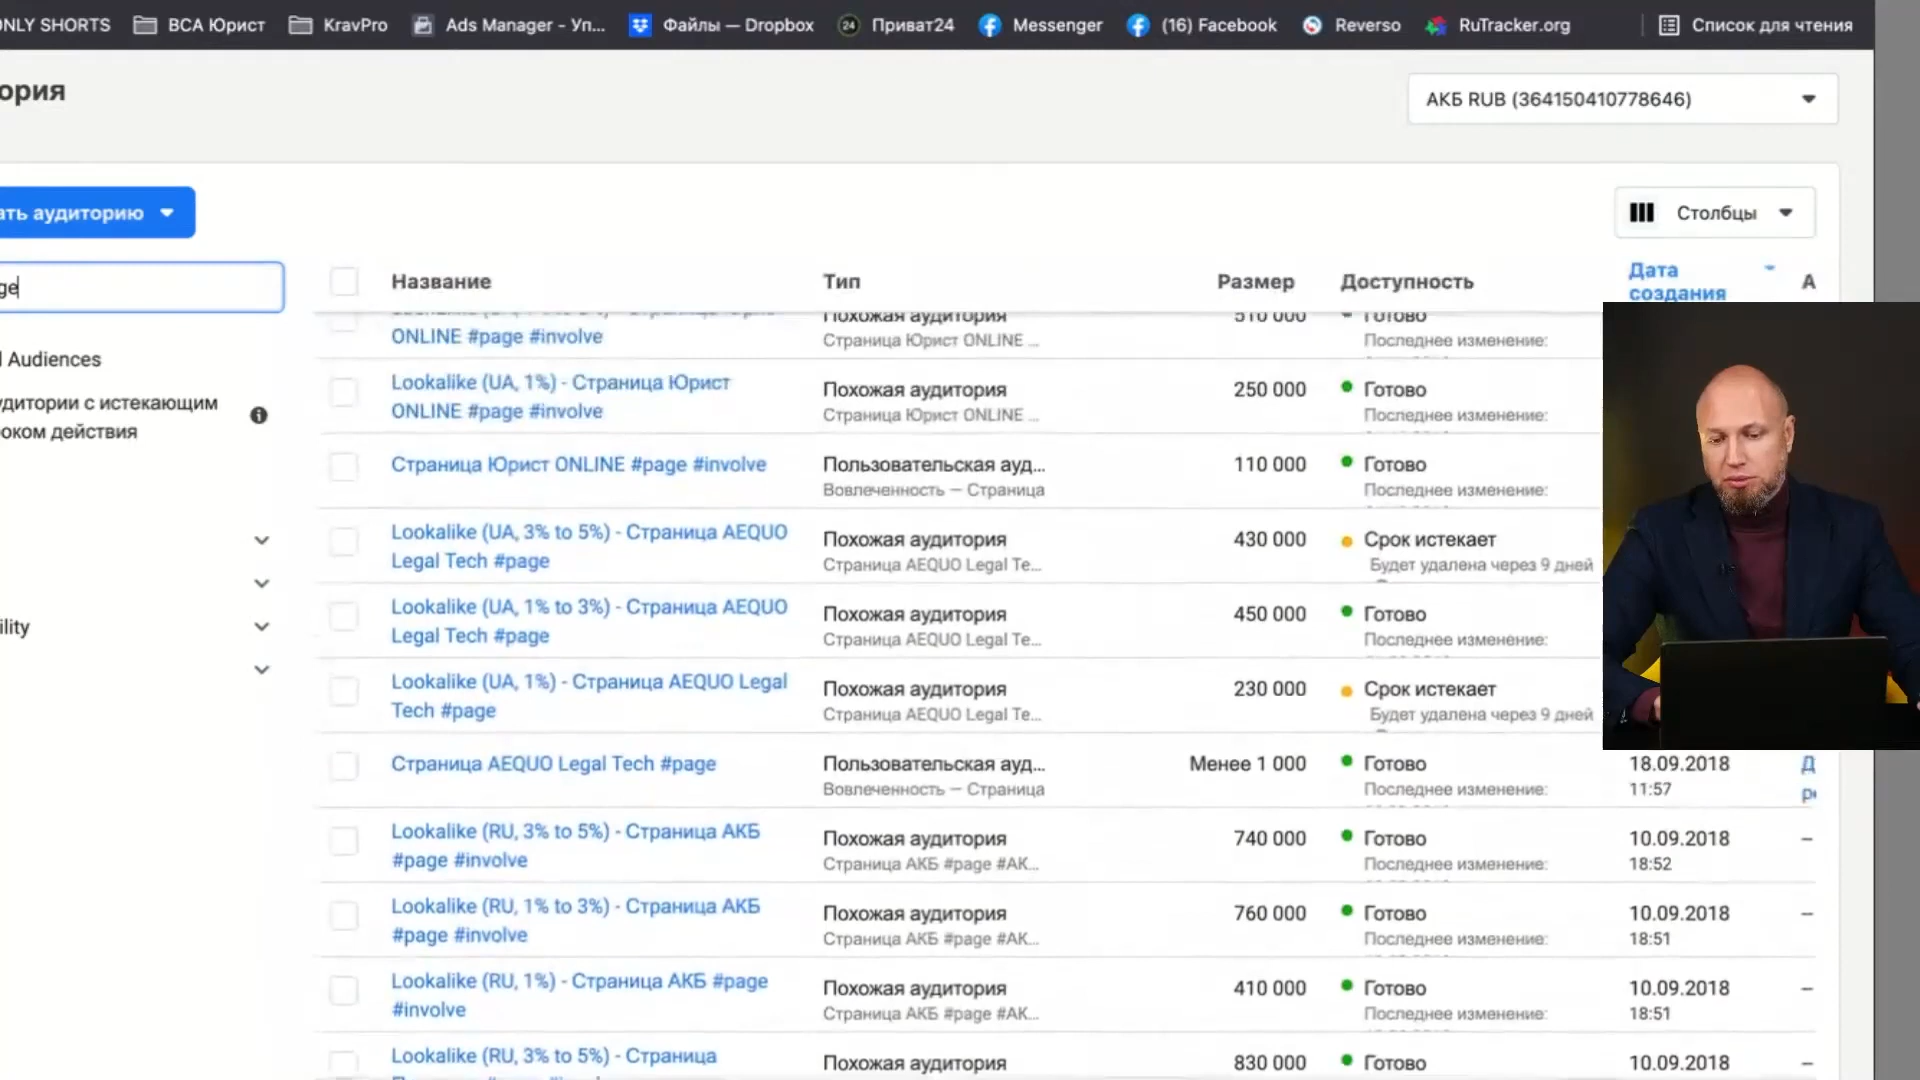 ONLY SHORTS ВСА Юрист KravPro Ads Manager - Уп... Файлы — Dropbox Приват24 Messenger (16) Facebook Reverso RuTracker.org Список для чтения
ория
АКБ RUB (364150410778646)
ать аудиторию
Столбцы
ge
Audiences
удитории с истекающим
оком действия
ility
Название Тип Размер Доступность Дата создания А
ONLINE #page #involve
Похожая аудитория 510 000 Готово
Страница Юрист ONLINE ... Последнее изменение:
Lookalike (UA, 1%) - Страница Юрист
ONLINE #page #involve
Похожая аудитория 250 000 Готово
Страница Юрист ONLINE ... Последнее изменение:
Страница Юрист ONLINE #page #involve
Пользовательская ауд... 110 000 Готово
Вовлеченность — Страница Последнее изменение:
Lookalike (UA, 3% to 5%) - Страница AEQUO
Legal Tech #page
Похожая аудитория 430 000 Срок истекает
Страница AEQUO Legal Te... Будет удалена через 9 дней
Lookalike (UA, 1% to 3%) - Страница AEQUO
Legal Tech #page
Похожая аудитория 450 000 Готово
Страница AEQUO Legal Te... Последнее изменение:
Lookalike (UA, 1%) - Страница AEQUO Legal
Tech #page
Похожая аудитория 230 000 Срок истекает
Страница AEQUO Legal Te... Будет удалена через 9 дней
Страница AEQUO Legal Tech #page
Пользовательская ауд... Менее 1 000 Готово 18.09.2018
Вовлеченность — Страница Последнее изменение: 11:57
Lookalike (RU, 3% to 5%) - Страница АКБ
#page #involve
Похожая аудитория 740 000 Готово 10.09.2018 –
Страница АКБ #page #AK... Последнее изменение: 18:52
Lookalike (RU, 1% to 3%) - Страница АКБ
#page #involve
Похожая аудитория 760 000 Готово 10.09.2018 –
Страница АКБ #page #AK... Последнее изменение: 18:51
Lookalike (RU, 1%) - Страница АКБ #page
#involve
Похожая аудитория 410 000 Готово 10.09.2018 –
Страница АКБ #page #AK... Последнее изменение: 18:51
Lookalike (RU, 3% to 5%) - Страница
Похожая аудитория 830 000 Готово 10.09.2018 –